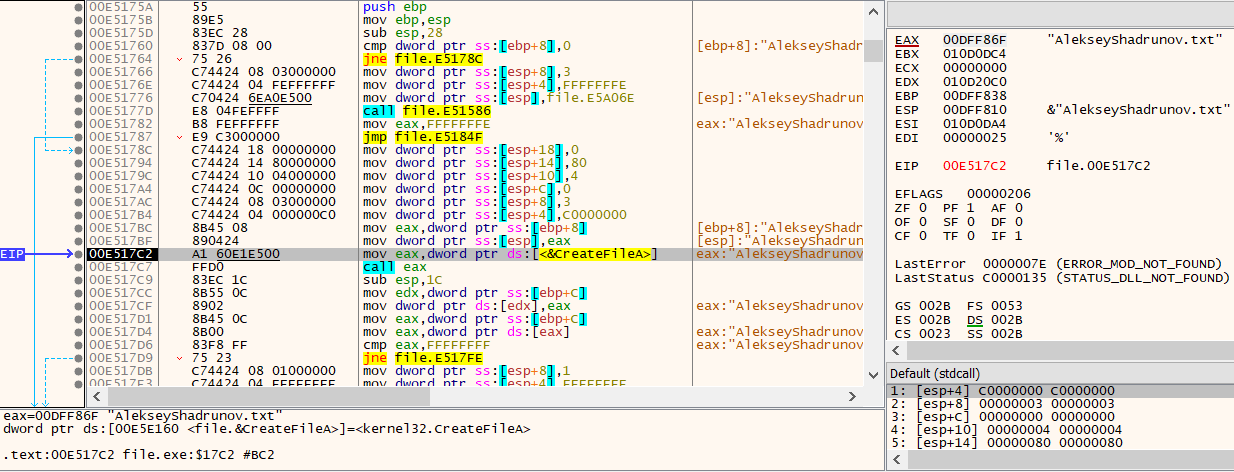 00E5175A 55 push ebp
00E5175B 89E5 mov ebp,esp
00E5175D 83EC 28 sub esp,28
00E51760 837D 08 00 cmp dword ptr ss:[ebp+8],0 [ebp+8]:"AlekseyShadr
00E51764 75 26 jne file.E5178C
00E51766 C74424 08 03000000 mov dword ptr ss:[esp+8],3
00E5176E C74424 04 FEFFFFFF mov dword ptr ss:[esp+4],FFFFFFFE
00E51776 C70424 6EA0E500 mov dword ptr ss:[esp],file.E5A06E [esp]:"AlekseyShadrun
00E5177D E8 04FEFFFF call file.E51586
00E51782 B8 FEFFFFFF mov eax,FFFFFFFE eax:"AlekseyShadrunov
00E51787 E9 C3000000 jmp file.E5184F
00E5178C C74424 18 00000000 mov dword ptr ss:[esp+18],0
00E51794 C74424 14 80000000 mov dword ptr ss:[esp+14],80
00E5179C C74424 10 04000000 mov dword ptr ss:[esp+10],4
00E517A4 C74424 0C 00000000 mov dword ptr ss:[esp+C],0
00E517AC C74424 08 03000000 mov dword ptr ss:[esp+8],3
00E517B4 C74424 04 000000C0 mov dword ptr ss:[esp+4],C0000000
00E517BC 8B45 08 mov eax,dword ptr ss:[ebp+8] [ebp+8]:"AlekseyShadr
00E517BF 890424 mov dword ptr ss:[esp],eax [esp]:"AlekseyShadrun
EIP 00E517C2 A1 60E1E500 mov eax,dword ptr ds:[<&CreateFileA>] eax:"AlekseyShadrunov
00E517C7 FFD0 call eax
00E517C9 83EC 1C sub esp,1C
00E517CC 8B55 0C mov edx,dword ptr ss:[ebp+C]
00E517CF 8902 mov dword ptr ds:[edx],eax eax:"AlekseyShadrunov
00E517D1 8B45 0C mov eax,dword ptr ss:[ebp+C] eax:"AlekseyShadrunov
00E517D4 8B00 mov eax,dword ptr ds:[eax] eax:"AlekseyShadrunov
00E517D6 83F8 FF cmp eax,FFFFFFFF eax:"AlekseyShadrunov
00E517D9 75 23 jne file.E517FE
00E517DB C74424 08 01000000 mov dword ptr ss:[esp+8],1
00E517E3 C74424 04 FFFFFFFF mov dword ptr ss:[esp+4],FFFFFFFF
eax=00DFF86F "AlekseyShadrunov.txt"
dword ptr ds:[00E5E160 <file.&CreateFileA>]=<kernel32.CreateFileA>
.text:00E517C2 file.exe:$17C2 #BC2
EAX 00DFF86F "AlekseyShadrunov.txt"
EBX 010D0DC4
ECX 00000000
EDX 010D20C0
EBP 00DFF838
ESP 00DFF810 &"AlekseyShadrunov.txt"
ESI 010D0DA4
EDI 00000025 '%'
EIP 00E517C2 file.00E517C2
EFLAGS 00000206
ZF 0 PF 1 AF 0
OF 0 SF 0 DF 0
CF 0 TF 0 IF 1
LastError 0000007E (ERROR_MOD_NOT_FOUND)
LastStatus C0000135 (STATUS_DLL_NOT_FOUND)
GS 002B FS 0053
ES 002B DS 002B
CS 0023 SS 002B
Default (stdcall)
1: [esp+4] C0000000 C0000000
2: [esp+8] 00000003 00000003
3: [esp+C] 00000000 00000000
4: [esp+10] 00000004 00000004
5: [esp+14] 00000080 00000080